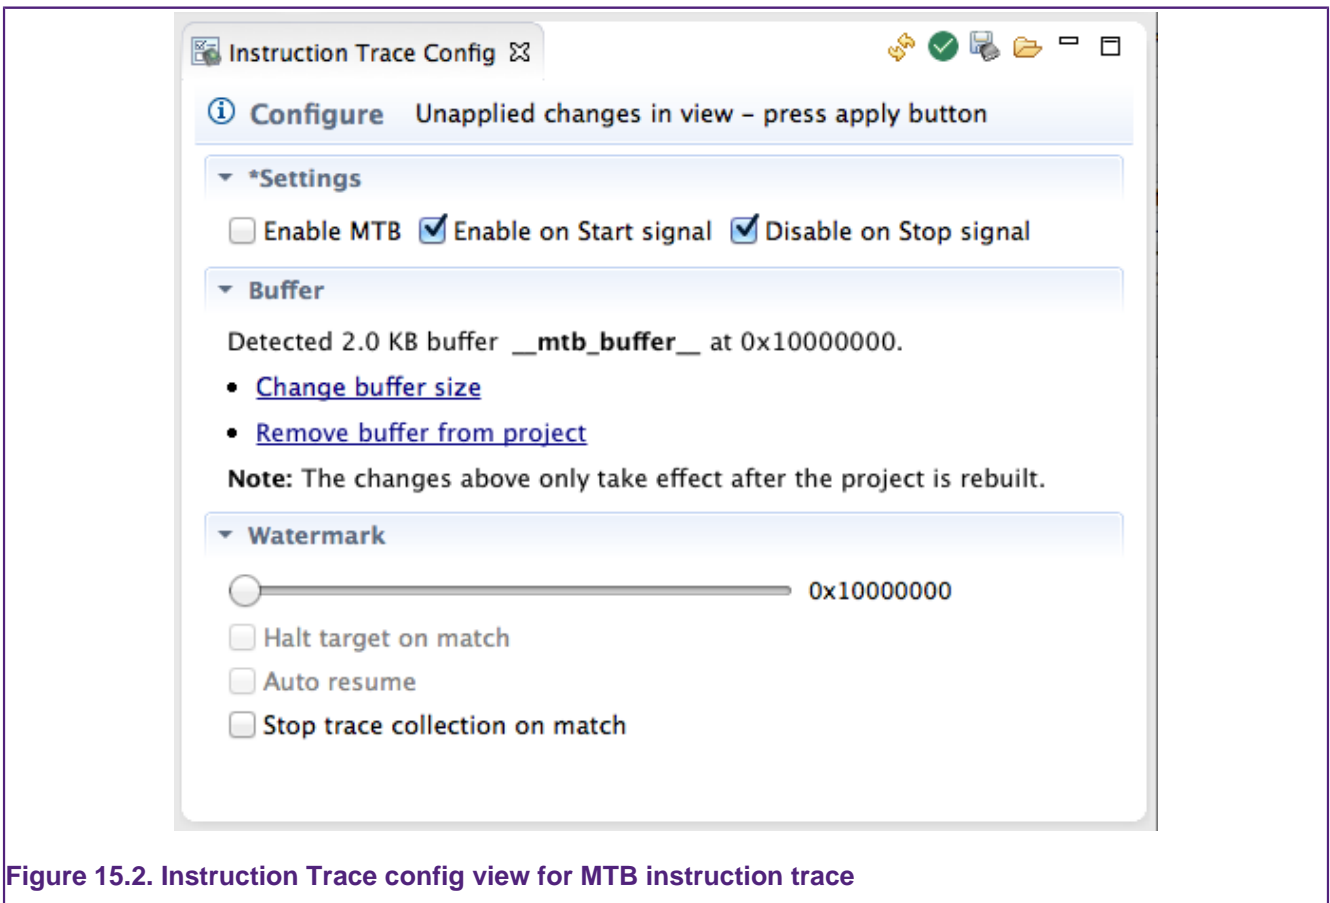 Instruction Trace Config
Configure Unapplied changes in view – press apply button
*Settings
Enable MTB Enable on Start signal Disable on Stop signal
Buffer
Detected 2.0 KB buffer __mtb_buffer__ at 0x10000000.
• Change buffer size
• Remove buffer from project
Note: The changes above only take effect after the project is rebuilt.
Watermark
0x10000000
Halt target on match
Auto resume
Stop trace collection on match
Figure 15.2. Instruction Trace config view for MTB instruction trace